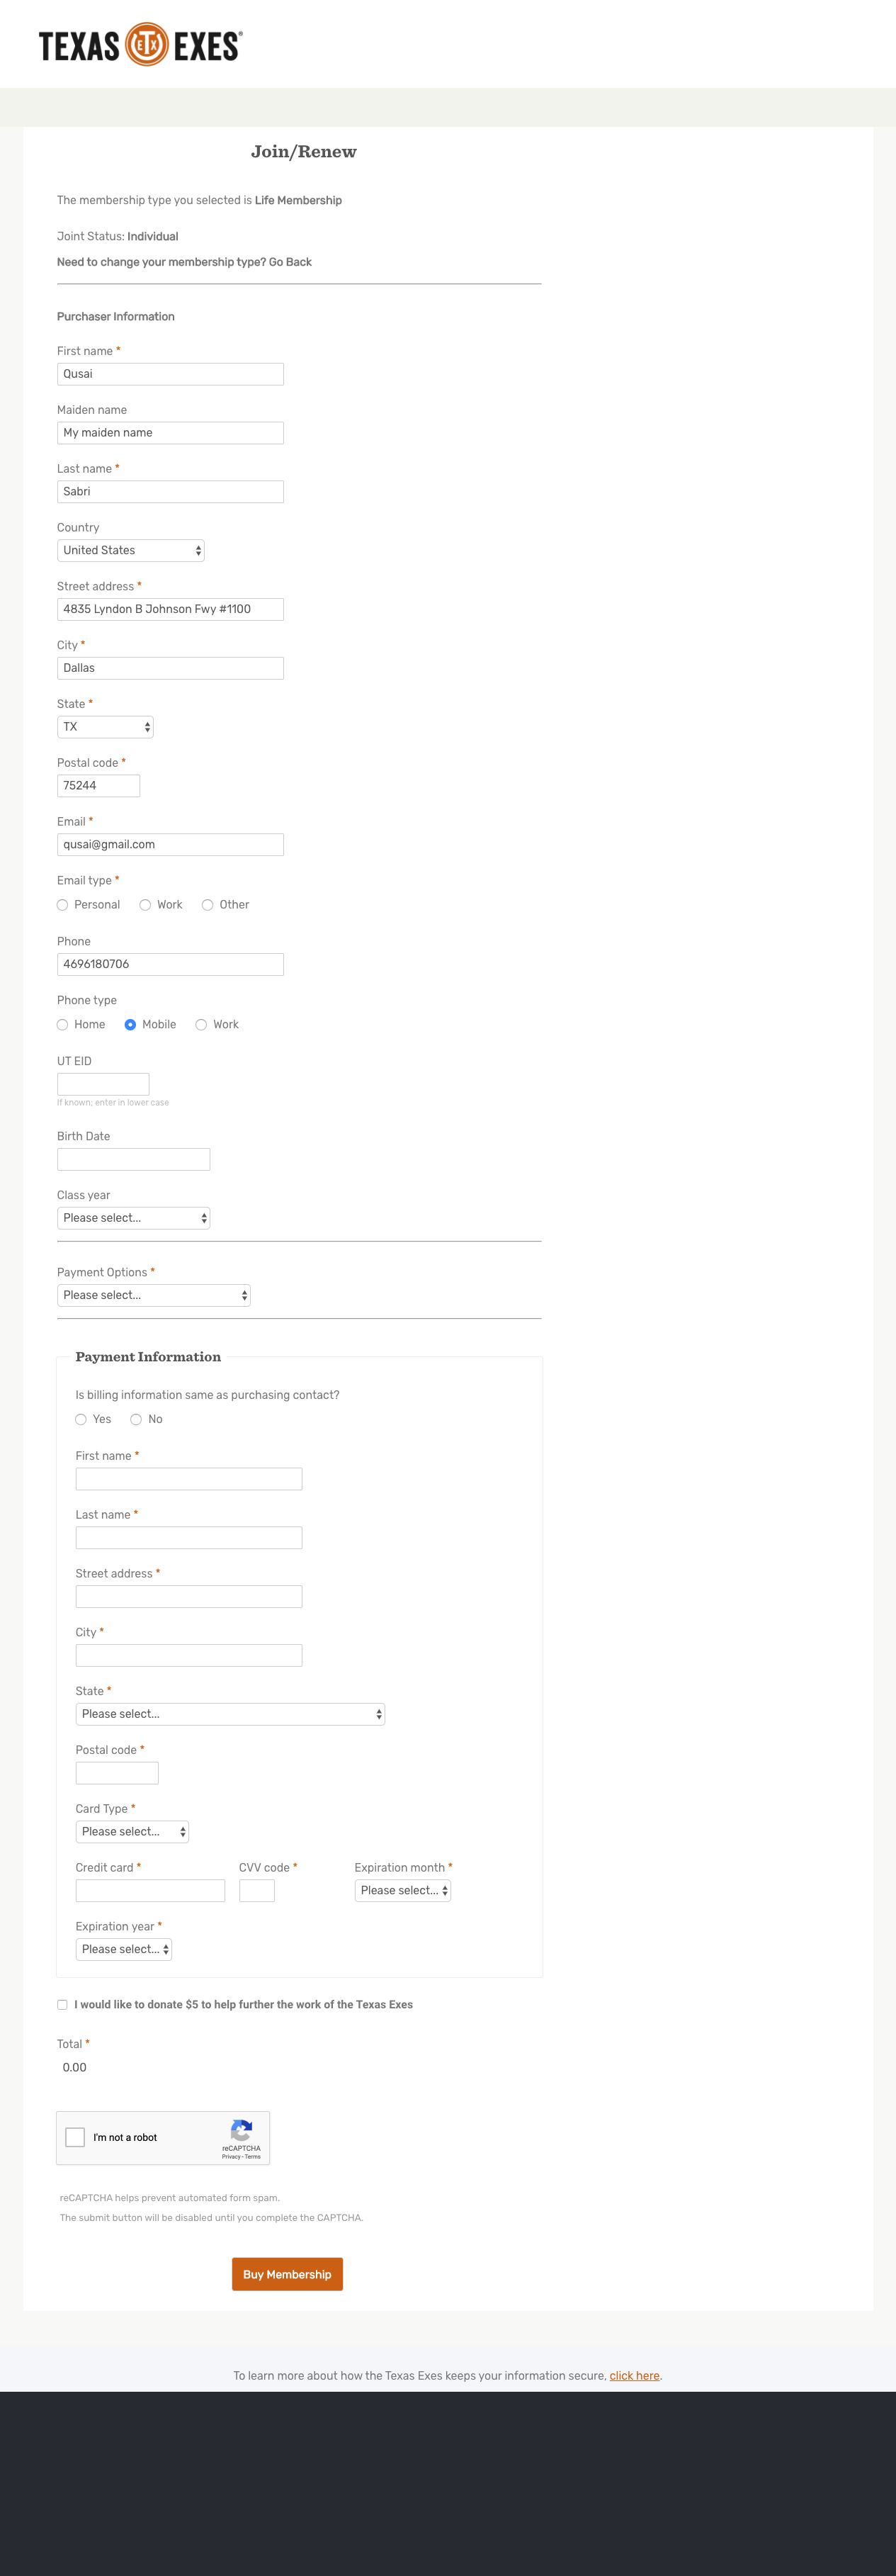 TEXAS ETX EXES®
Join/Renew
The membership type you selected is Life Membership
Joint Status: Individual
Need to change your membership type? Go Back
Purchaser Information
First name *
Qusai
Maiden name
My maiden name
Last name *
Sabri
Country
United States
Street address *
4835 Lyndon B Johnson Fwy #1100
City *
Dallas
State *
TX
Postal code *
75244
Email *
qusai@gmail.com
Email type *
Personal Work Other
Phone
4696180706
Phone type
Home Mobile Work
UT EID
If known; enter in lower case
Birth Date
Class year
Please select...
Payment Options *
Please select...
Payment Information
Is billing information same as purchasing contact?
Yes No
First name *
Last name *
Street address *
City *
State *
Please select...
Postal code *
Card Type *
Please select...
Credit card * CVV code * Expiration month *
Please select...
Expiration year *
Please select...
I would like to donate $5 to help further the work of the Texas Exes
Total *
0.00
I'm not a robot
reCAPTCHA
Privacy - Terms
reCAPTCHA helps prevent automated form spam.
The submit button will be disabled until you complete the CAPTCHA.
Buy Membership
To learn more about how the Texas Exes keeps your information secure, click here.